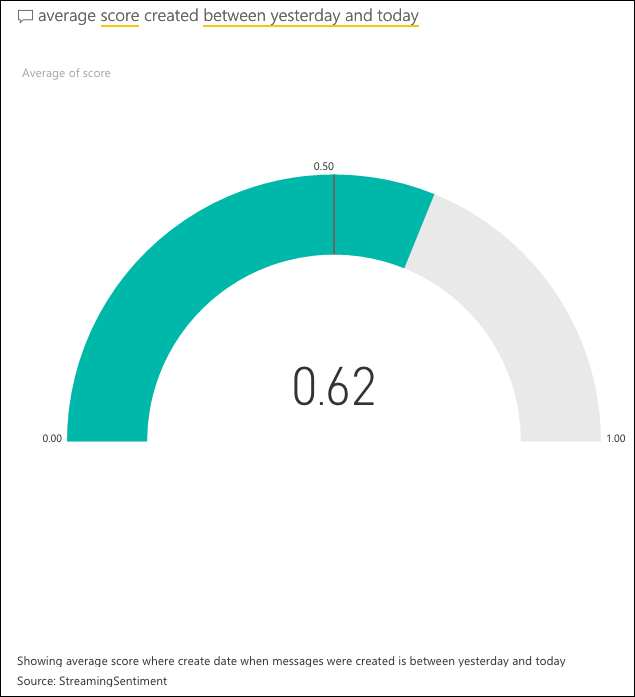 average score created between yesterday and today
Average of score
0.50
0.62
0.00
1.00
Showing average score where create date when messages were created is between yesterday and today
Source: StreamingSentiment